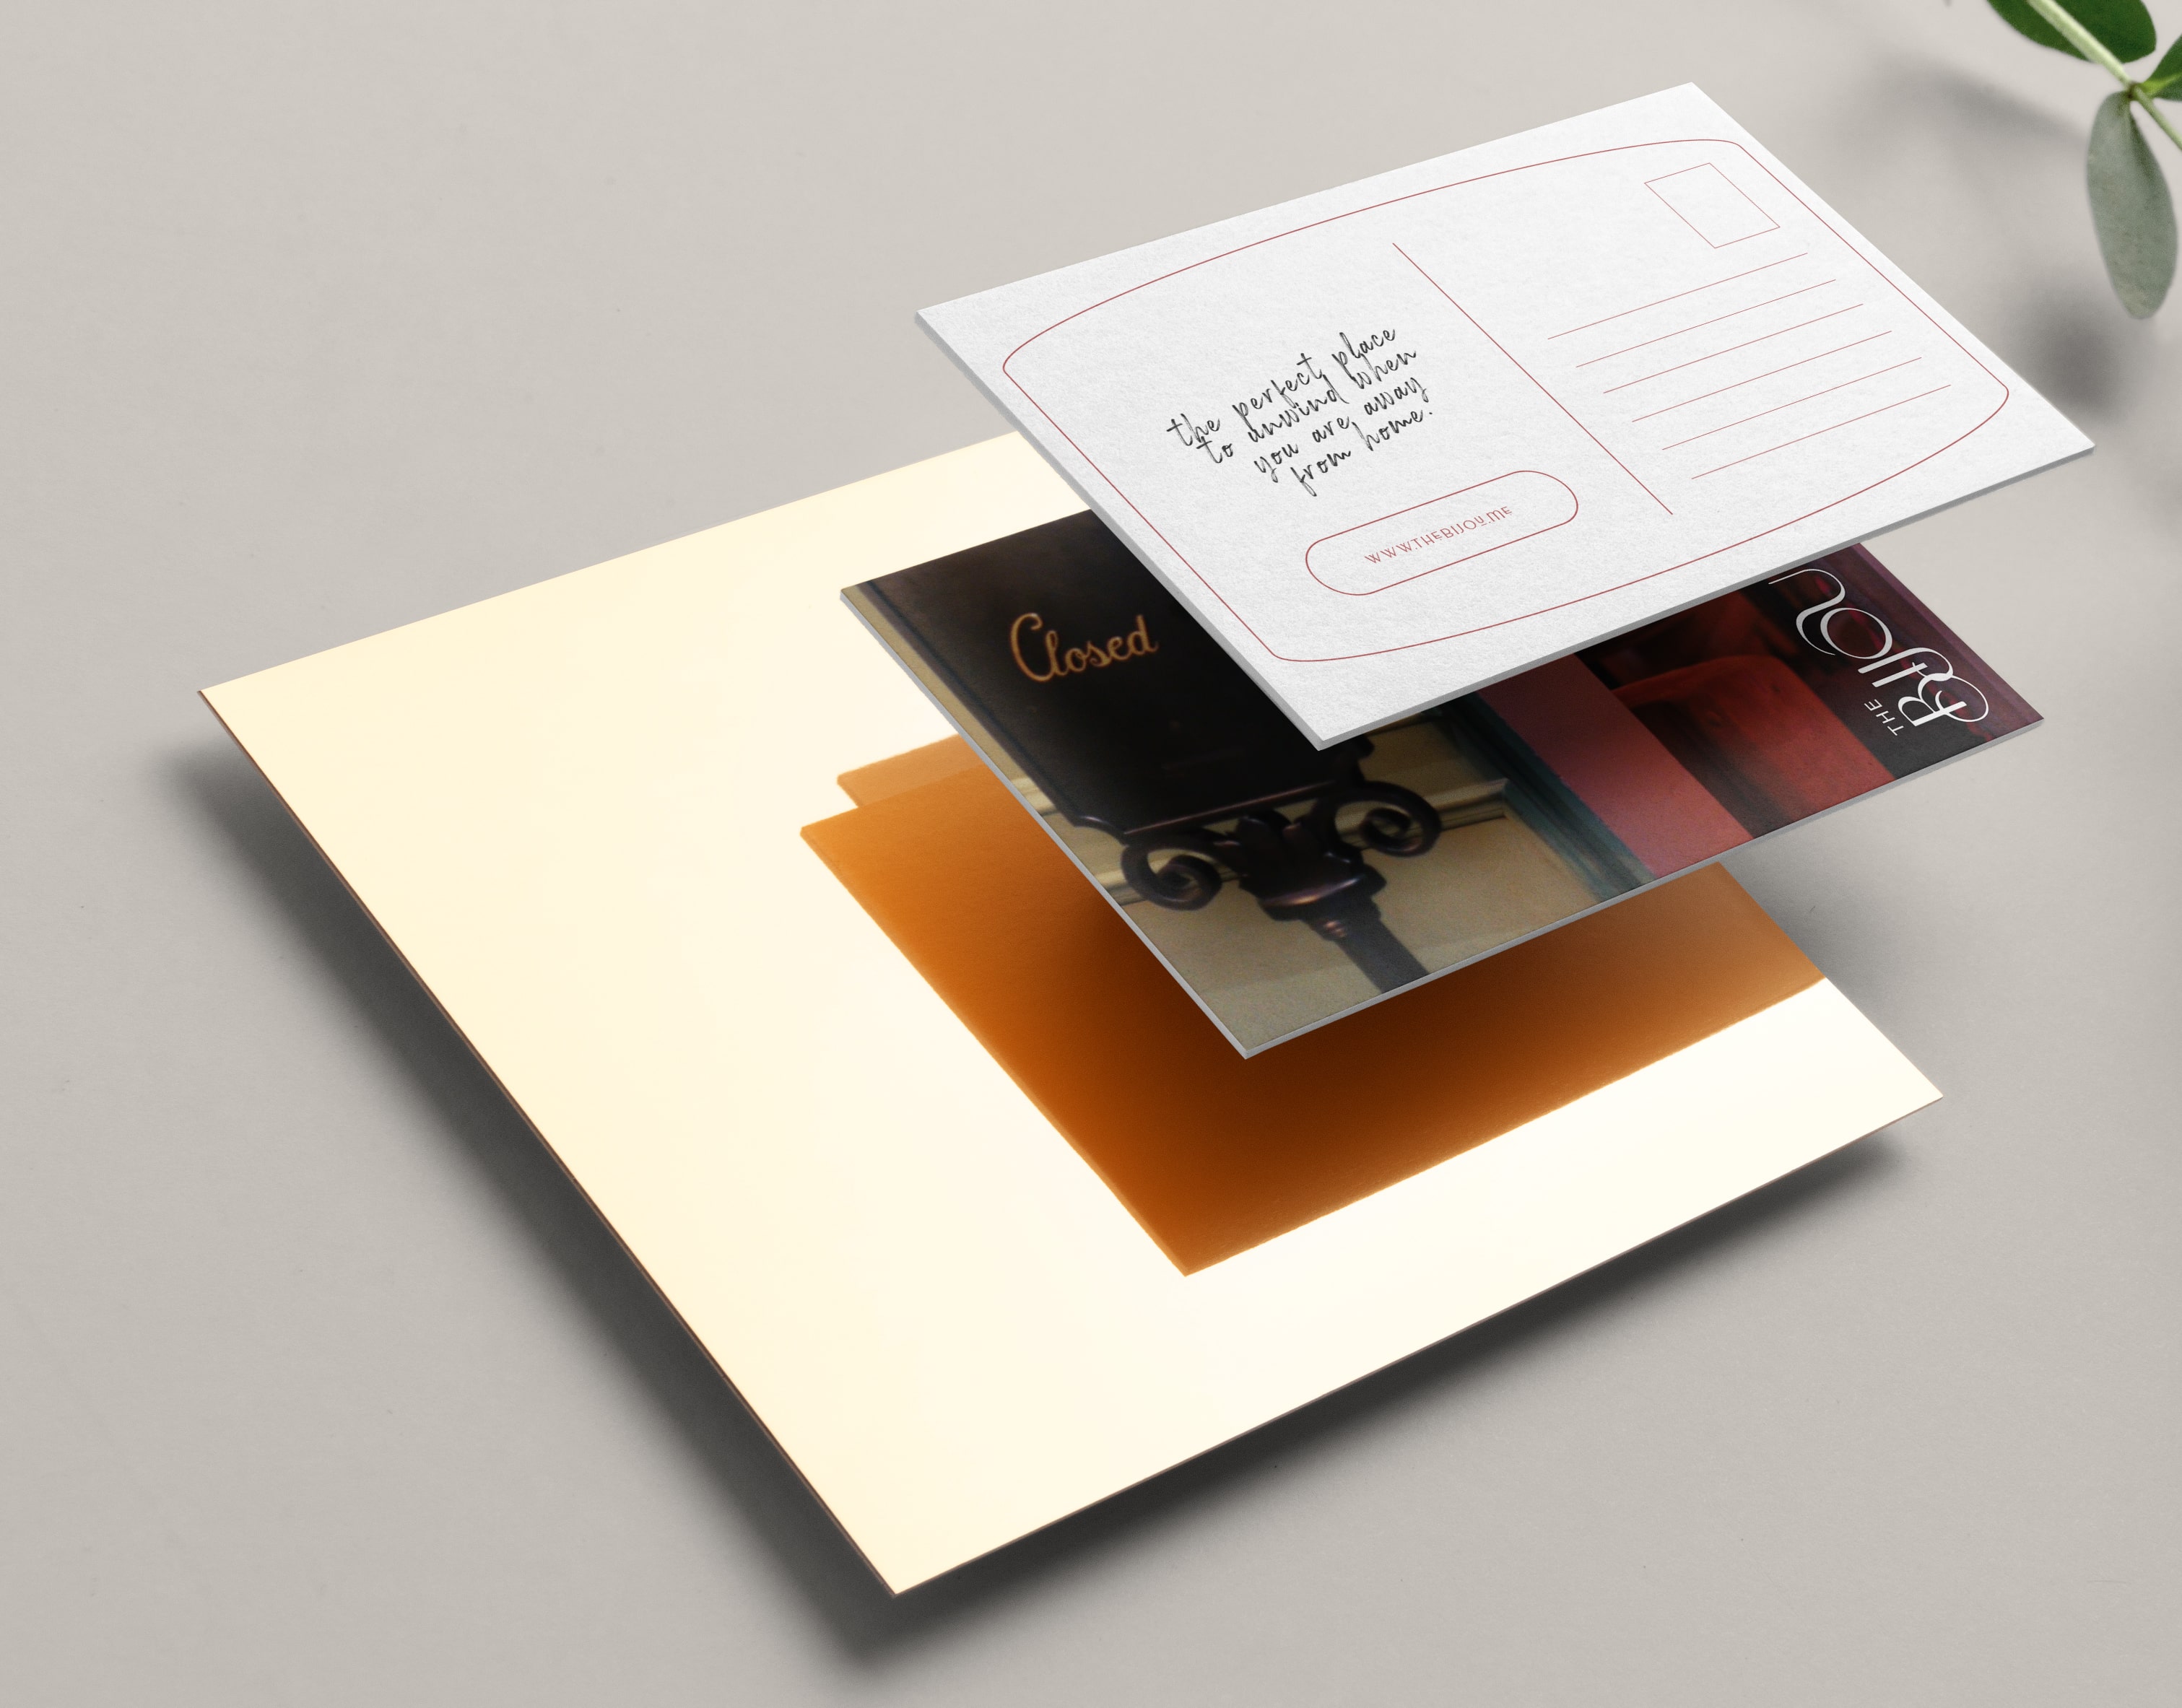 the perfect place
to unwind when
you are away
from home.
WWW.THEBIJOU.ME
Closed
THE
BIJOU